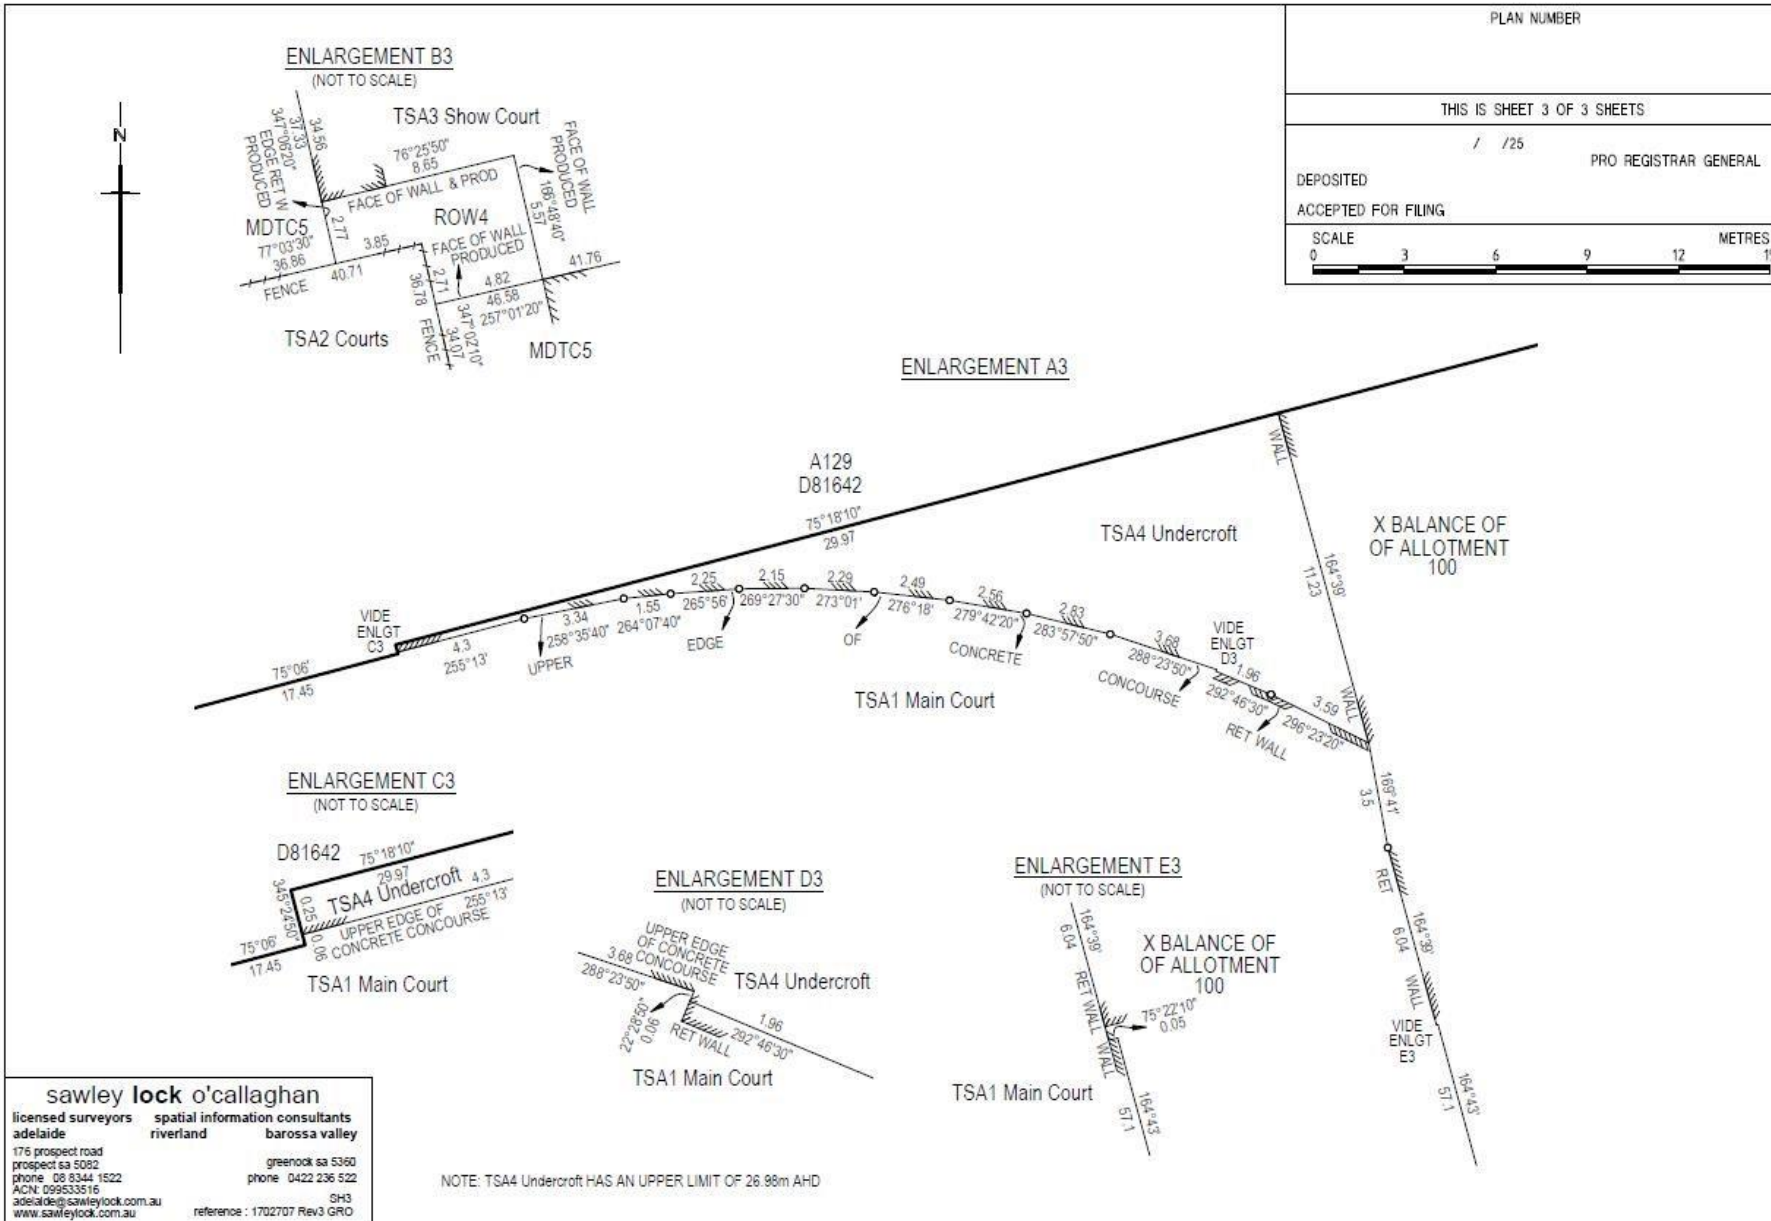 PLAN NUMBER
THIS IS SHEET 3 OF 3 SHEETS
/ /25
PRO REGISTRAR GENERAL
DEPOSITED
ACCEPTED FOR FILING
SCALE
METRES
0 3 6 9 12
N
ENLARGEMENT B3
(NOT TO SCALE)
TSA3 Show Court
34.56
37.33
347°06'20"
EDGE RET W
PRODUCED
76°25'50"
8.65
FACE OF WALL & PROD
FACE OF WALL
PRODUCED
166°48'40"
5.57
MDTC5
2.77
ROW4
77°03'30"
36.86
3.85
40.71
FENCE
FACE OF WALL
PRODUCED
2.71
36.78
4.82
46.58
257°01'20"
41.76
347°02'10"
34.07
FENCE
TSA2 Courts
MDTC5
ENLARGEMENT A3
A129
D81642
75°18'10"
29.97
TSA4 Undercroft
WALL
164°39'
11.23
X BALANCE OF
OF ALLOTMENT
100
VIDE
ENLGT
C3
75°06'
17.45
4.3
255°13'
3.34
258°35'40"
UPPER
1.55
264°07'40"
2.25
265°56'
EDGE
2.15
269°27'30"
2.29
273°01'
OF
2.49
276°18'
2.56
279°42'20"
CONCRETE
2.83
283°57'50"
3.68
288°23'50"
CONCOURSE
VIDE
ENLGT
D3
1.96
292°46'30"
RET WALL
3.59
296°23'20"
WALL
TSA1 Main Court
169°41'
3.5
RET
164°39'
6.04
WALL
VIDE
ENLGT
E3
164°43'
57.1
ENLARGEMENT C3
(NOT TO SCALE)
D81642
75°18'10"
29.97
TSA4 Undercroft
4.3
255°13'
345°24'50"
0.25
0.06
UPPER EDGE OF
CONCRETE CONCOURSE
75°06'
17.45
TSA1 Main Court
ENLARGEMENT D3
(NOT TO SCALE)
UPPER EDGE
OF CONCRETE
CONCOURSE
3.68
288°23'50"
TSA4 Undercroft
22°28'50"
0.06
RET WALL
1.96
292°46'30"
TSA1 Main Court
ENLARGEMENT E3
(NOT TO SCALE)
164°39'
6.04
RET WALL
X BALANCE OF
OF ALLOTMENT
100
75°22'10"
0.05
WALL
TSA1 Main Court
164°43'
57.1
NOTE: TSA4 Undercroft HAS AN UPPER LIMIT OF 26.98m AHD
sawley lock o'callaghan
licensed surveyors spatial information consultants
adelaide riverland barossa valley
176 prospect road
prospect sa 5082 greenock sa 5360
phone 08 8344 1522 phone 0422 236 522
ACN: 099533516
adelaide@sawleylock.com.au SH3
www.sawleylock.com.au reference : 1702707 Rev3 GRO